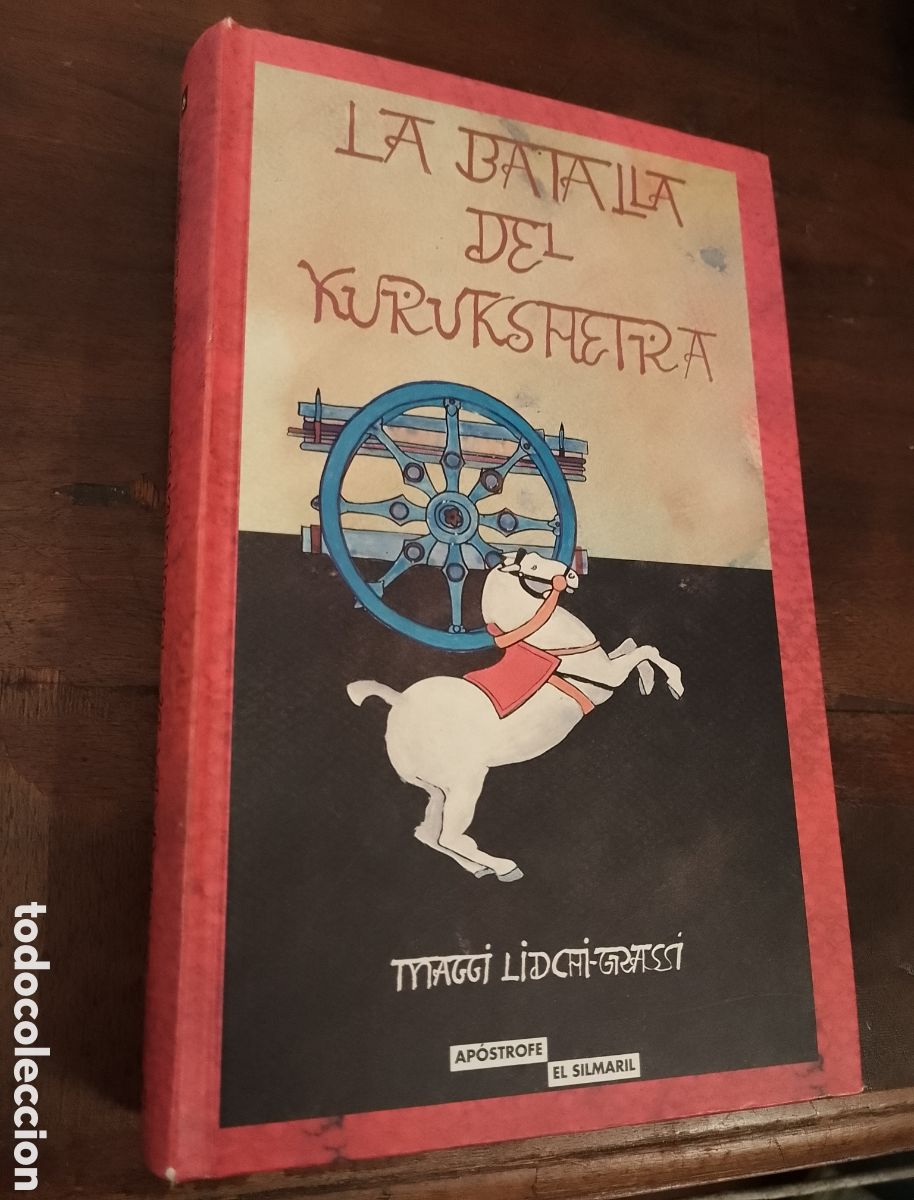 LA BATALLA
DEL
KURUKSHETRA
MAGGI LIDCHI-GRASSI
APÓSTROFE
EL SILMARIL
todocoleccion